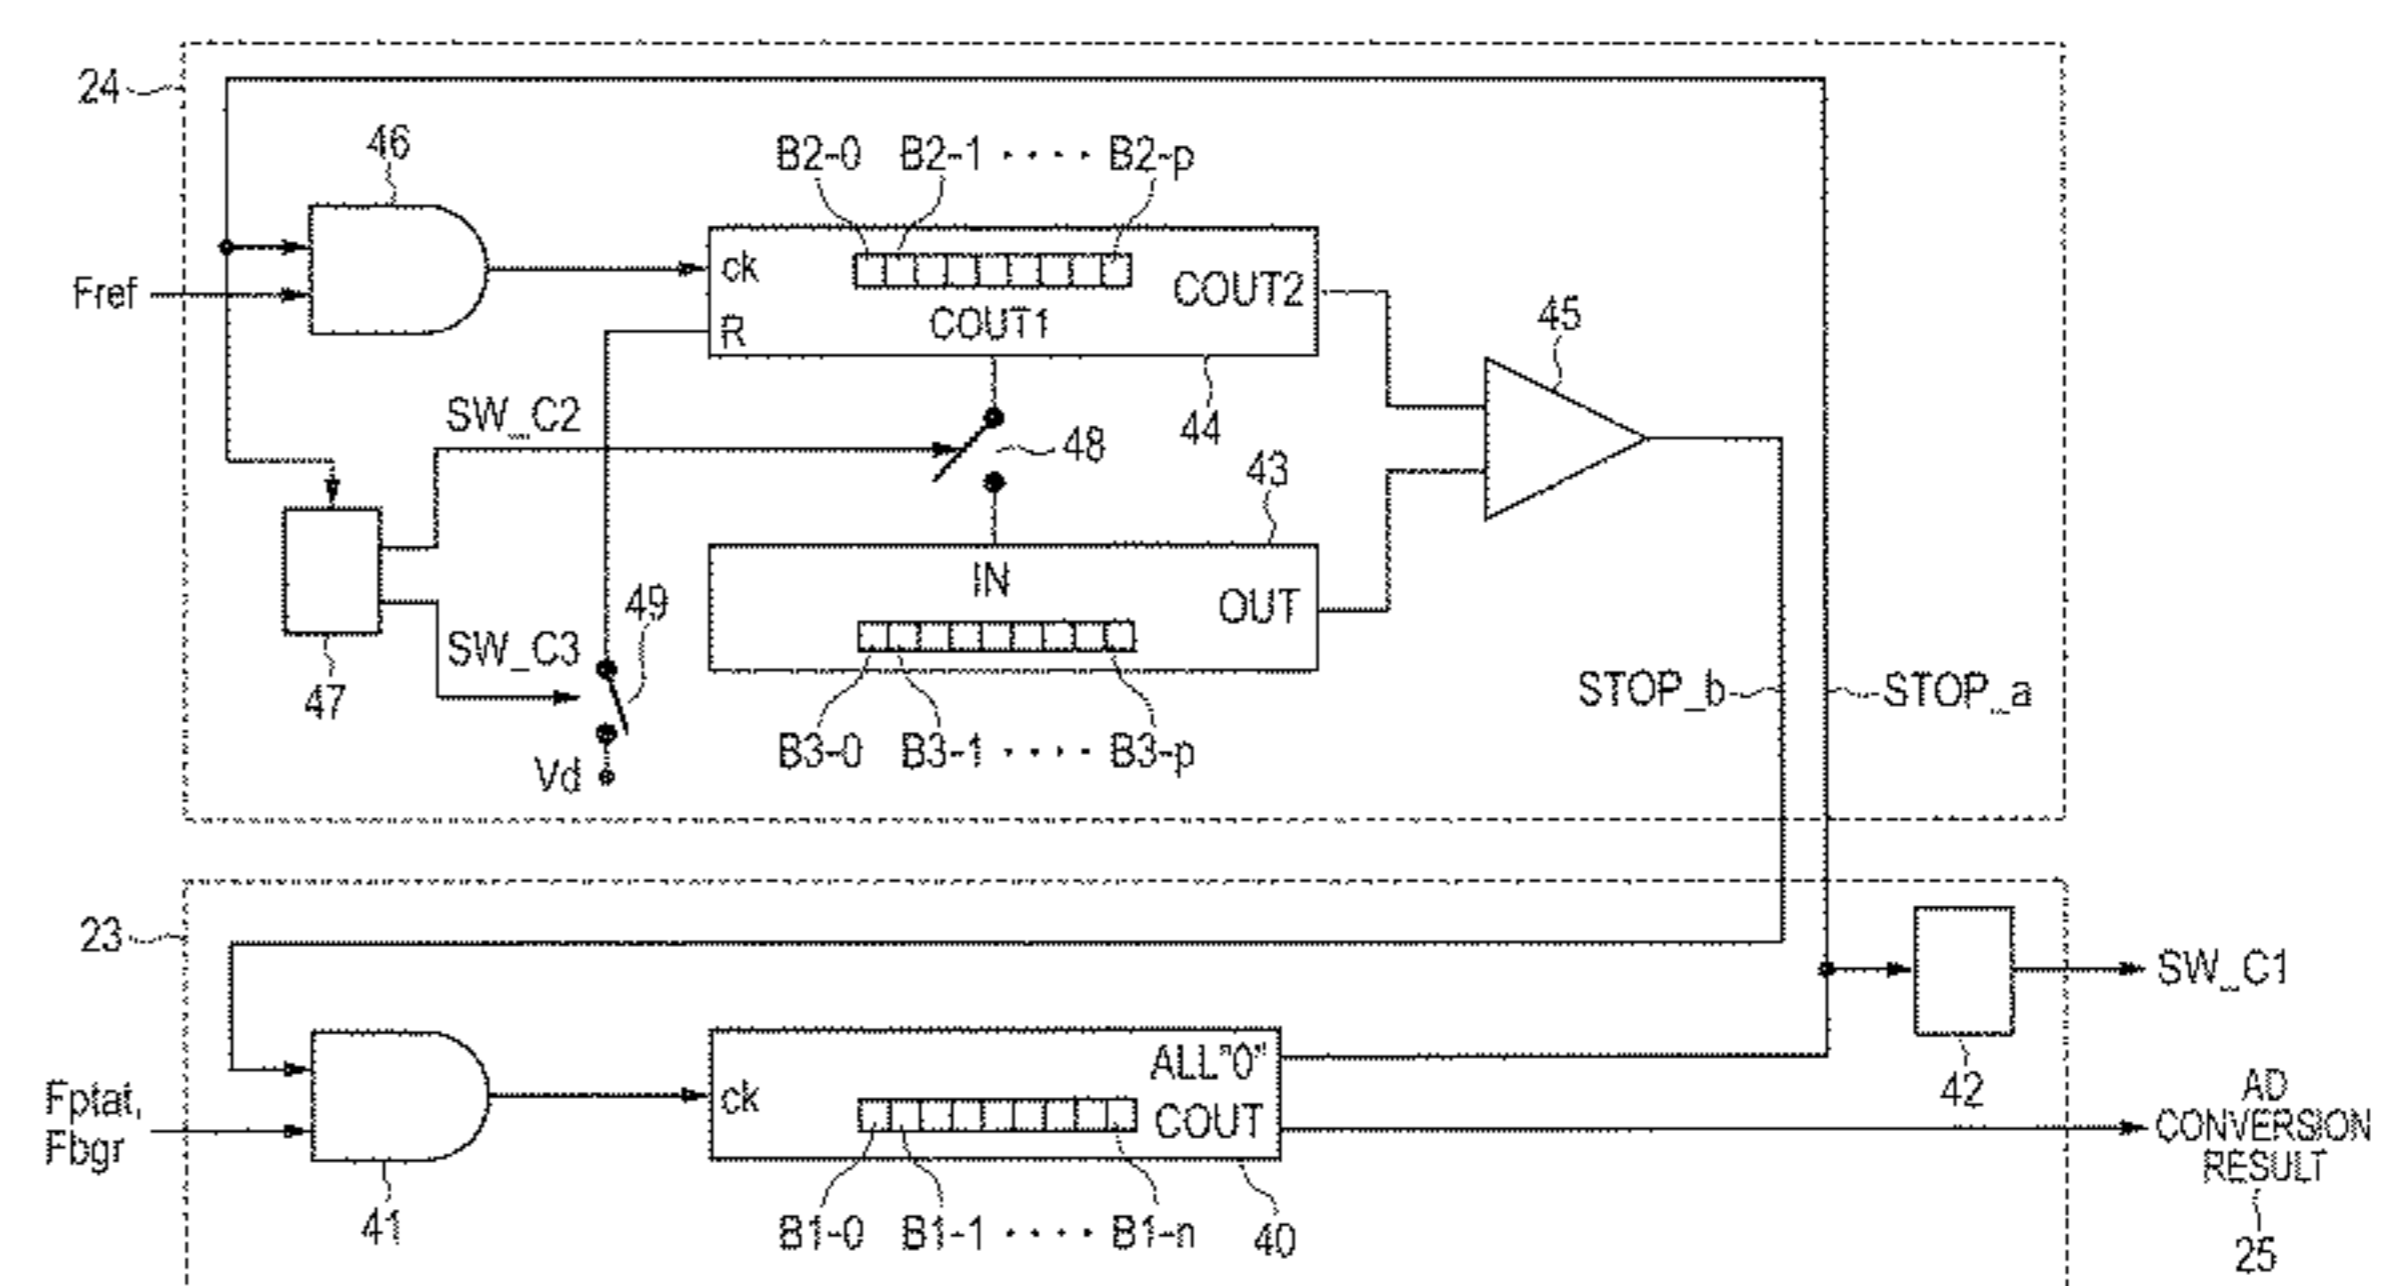 24
46
B2-0 B2-1 .... B2-p
ck
COUT2
Fref
COUT1
R
45
SW_C2
44
48
43
IN
OUT
49
SW_C3
47
STOP_b
STOP_a
B3-0 B3-1 .... B3-p
Vd
23
SW_C1
ALL"0"
ck
42
Fptat,
Fbgr
COUT
AD
CONVERSION
RESULT
41
B1-0 B1-1 .... B1-n
40
25